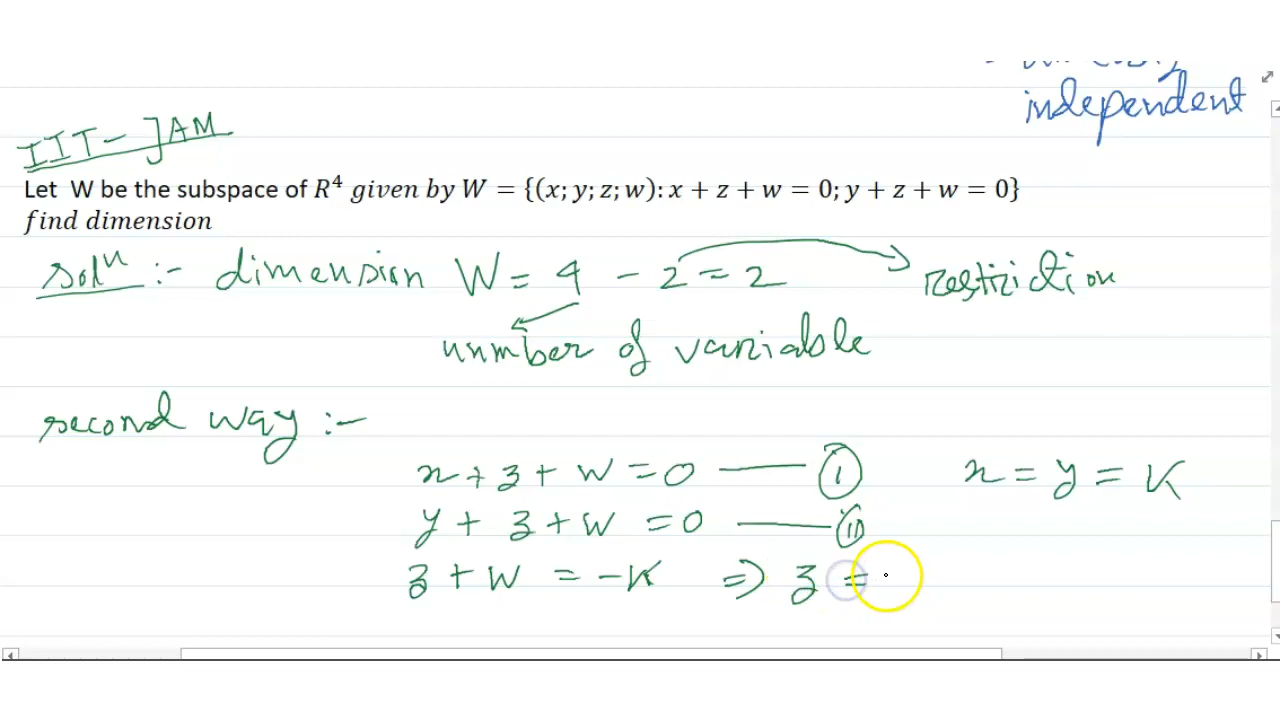 independent
IIT - JAM
Let W be the subspace of R⁴ given by W = {(x; y; z; w): x + z + w = 0; y + z + w = 0}
find dimension
solⁿ :- dimension W = 4 - 2 = 2 restriction
number of variable
second way :-
x + z + w = 0 —— (i) x = y = K
y + z + w = 0 —— (ii)
z + w = -K => z =